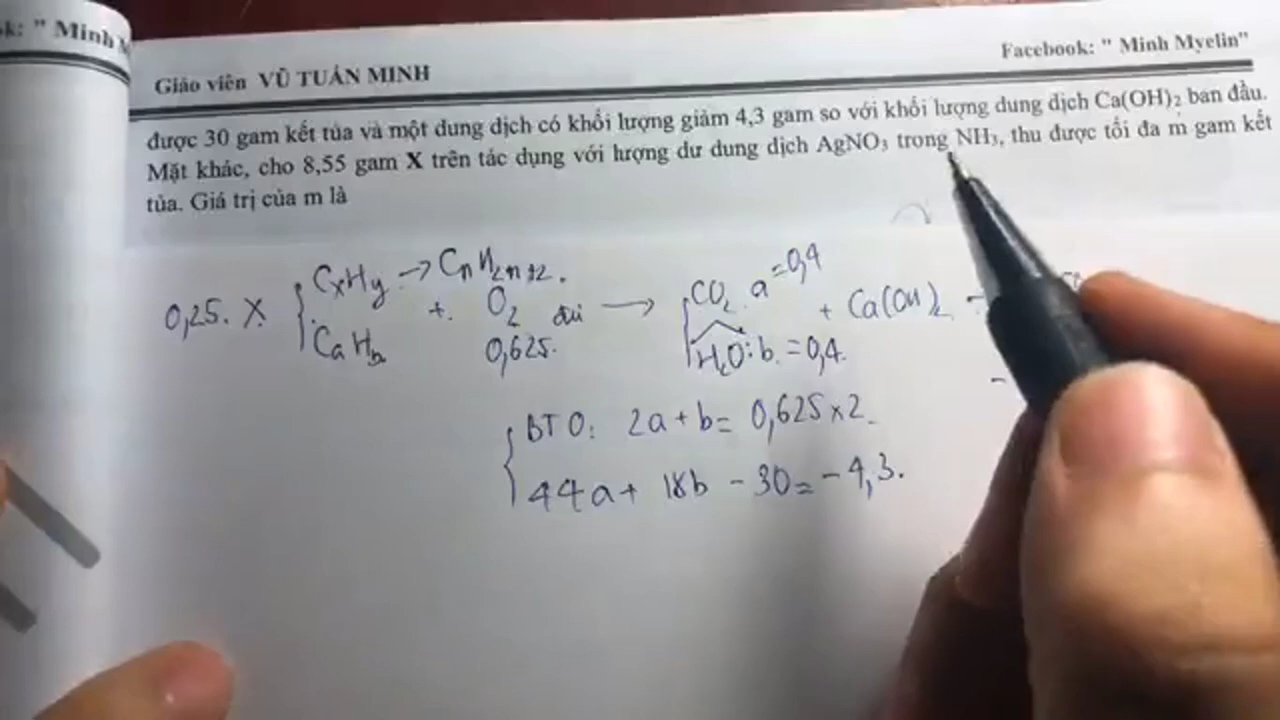 k: " Minh M
Giáo viên VŨ TUẤN MINH
Facebook: " Minh Myelin"
được 30 gam kết tủa và một dung dịch có khối lượng giảm 4,3 gam so với khối lượng dung dịch Ca(OH)₂ ban đầu.
Mặt khác, cho 8,55 gam X trên tác dụng với lượng dư dung dịch AgNO₃ trong NH₃, thu được tối đa m gam kết
tủa. Giá trị của m là
0,25. X { CxHy → CnH2n+2. + O2 đủ → { CO2 a = 0,4 + Ca(OH)2
CaHb 0,625. H2O: b = 0,4.
{ BTO: 2a + b = 0,625 x 2.
44a + 18b - 30 = - 4,3.